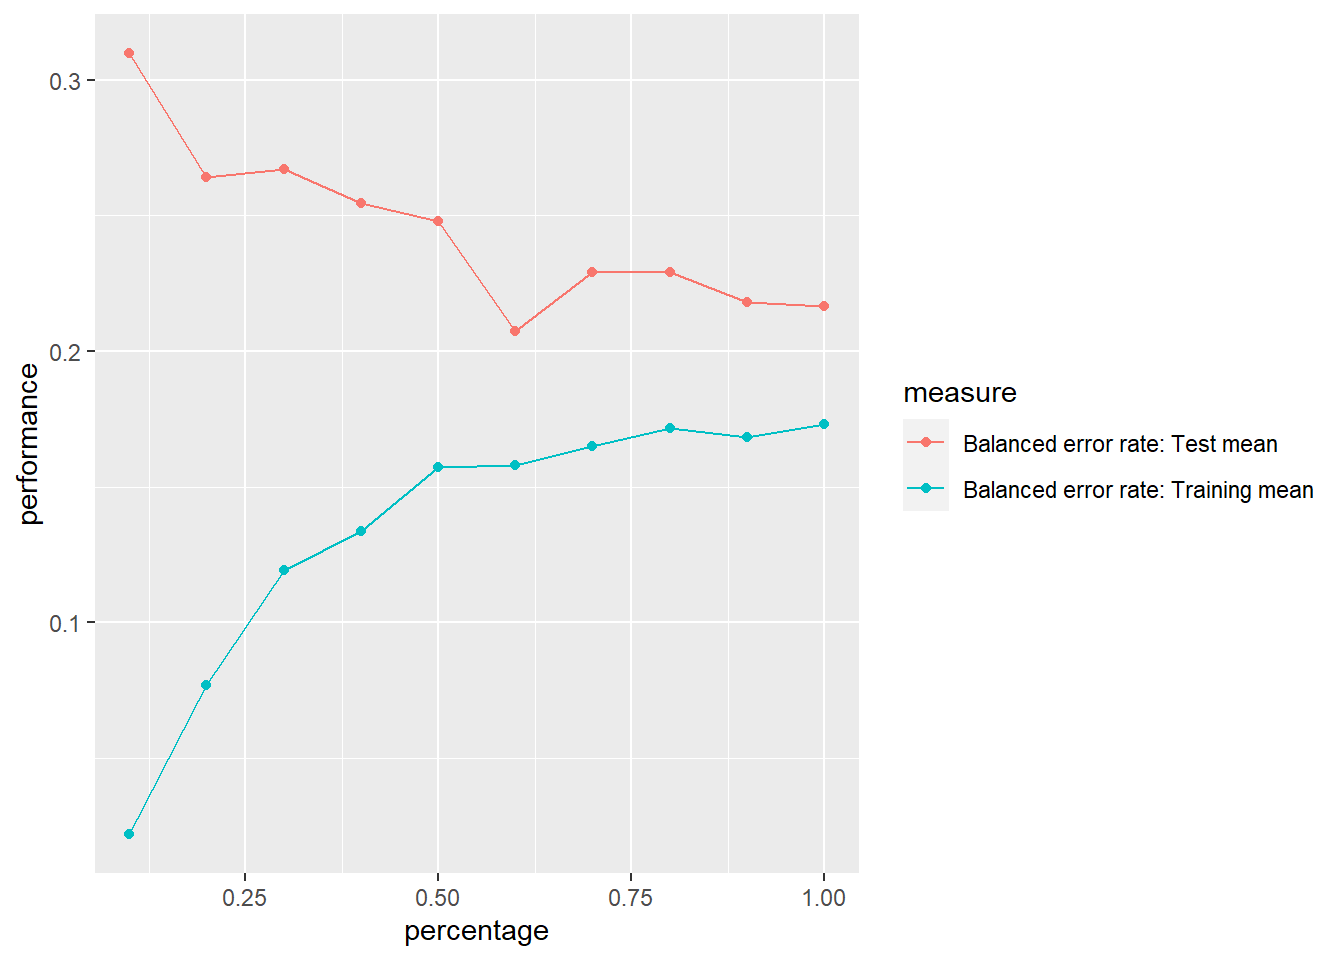 0.3
0.2
0.1
performance
0.25
0.50
0.75
1.00
percentage
measure
Balanced error rate: Test mean
Balanced error rate: Training mean